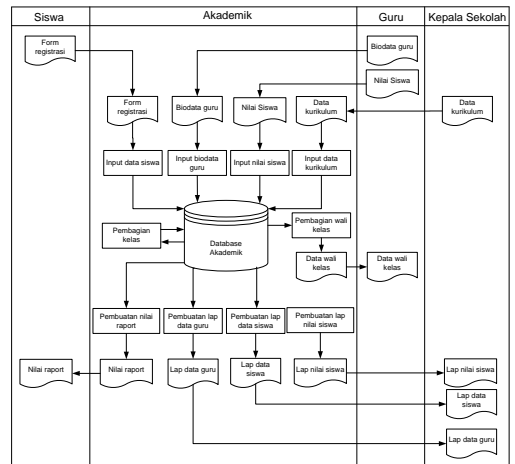 Siswa
Akademik
Guru
Kepala Sekolah
Form
registrasi
Biodata guru
Nilai Siswa
Form
registrasi
Biodata guru
Nilai Siswa
Data
kurikulum
Data
kurikulum
Input data siswa
Input biodata
guru
Input nilai siswa
Input data
kurikulum
Pembagian
kelas
Database
Akademik
Pembagian wali
kelas
Data wali
kelas
Data wali
kelas
Pembuatan nilai
raport
Pembuatan lap
data guru
Pembuatan lap
data siswa
Pembuatan lap
nilai siswa
Nilai raport
Nilai raport
Lap data guru
Lap data
siswa
Lap nilai siswa
Lap nilai siswa
Lap data
siswa
Lap data guru